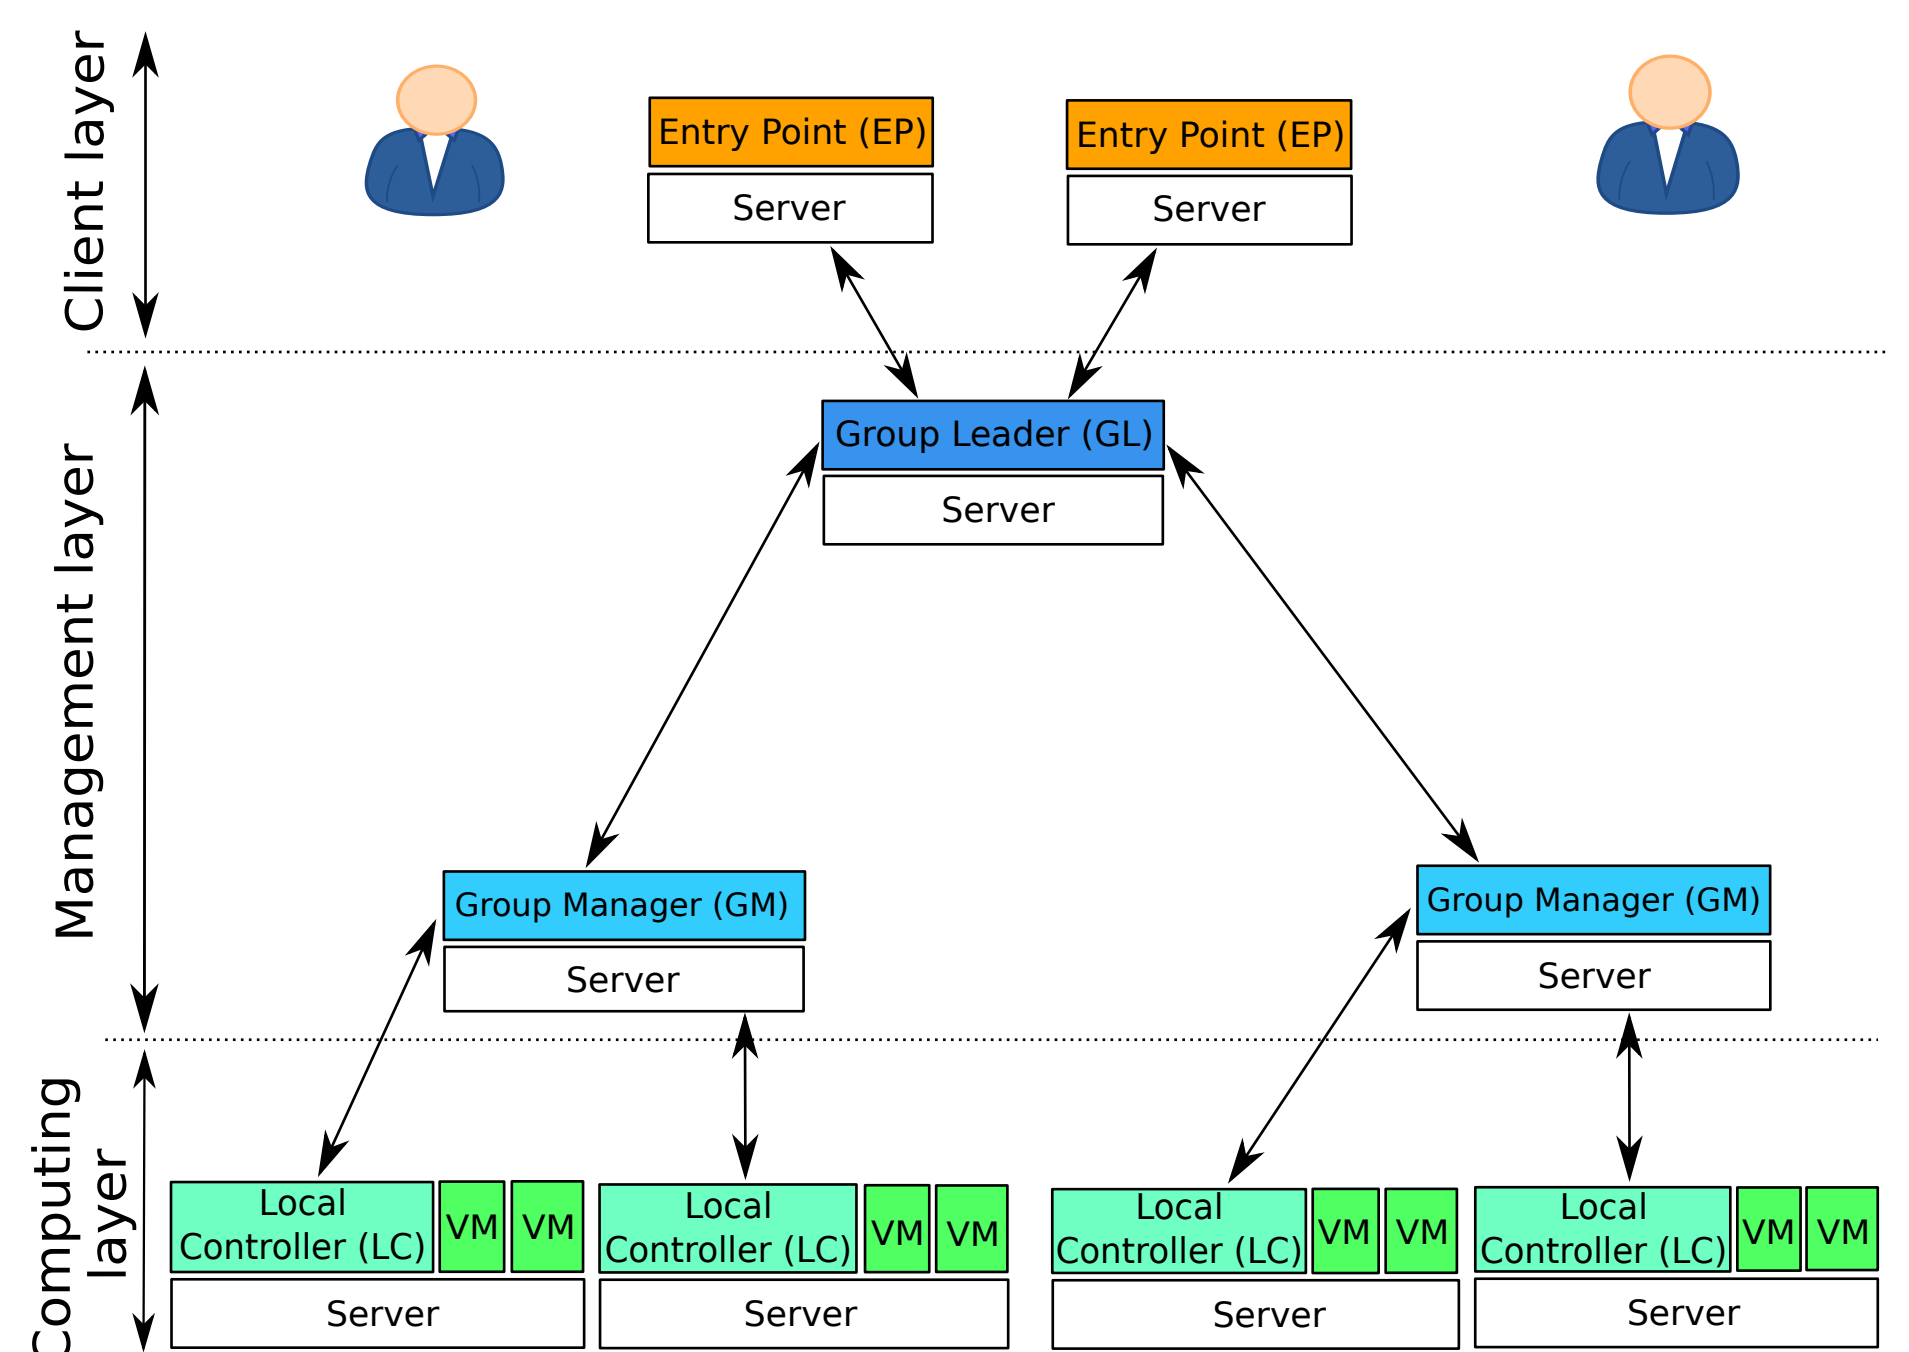 Client layer
Entry Point (EP)
Server
Entry Point (EP)
Server
Management layer
Group Leader (GL)
Server
Group Manager (GM)
Server
Group Manager (GM)
Server
Computing
layer
Local
Controller (LC)
VM
VM
Server
Local
Controller (LC)
VM
VM
Server
Local
Controller (LC)
VM
VM
Server
Local
Controller (LC)
VM
VM
Server